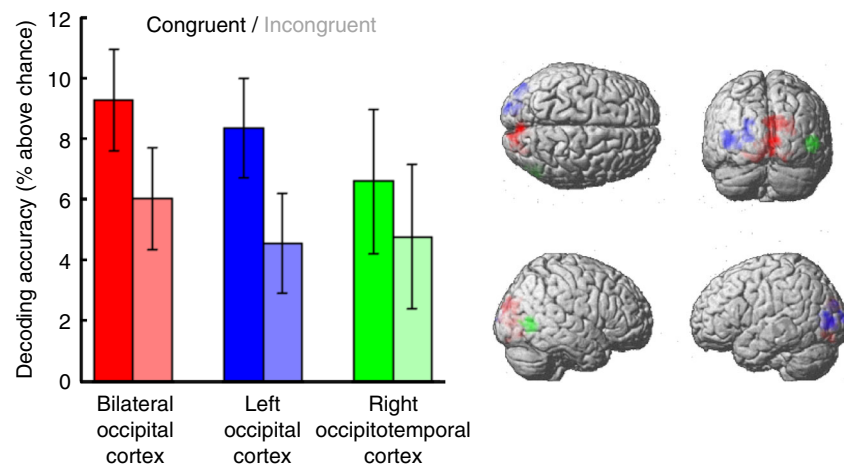 Congruent / Incongruent
Decoding accuracy (% above chance)
12
10
8
6
4
2
0
Bilateral
occipital
cortex
Left
occipital
cortex
Right
occipitotemporal
cortex